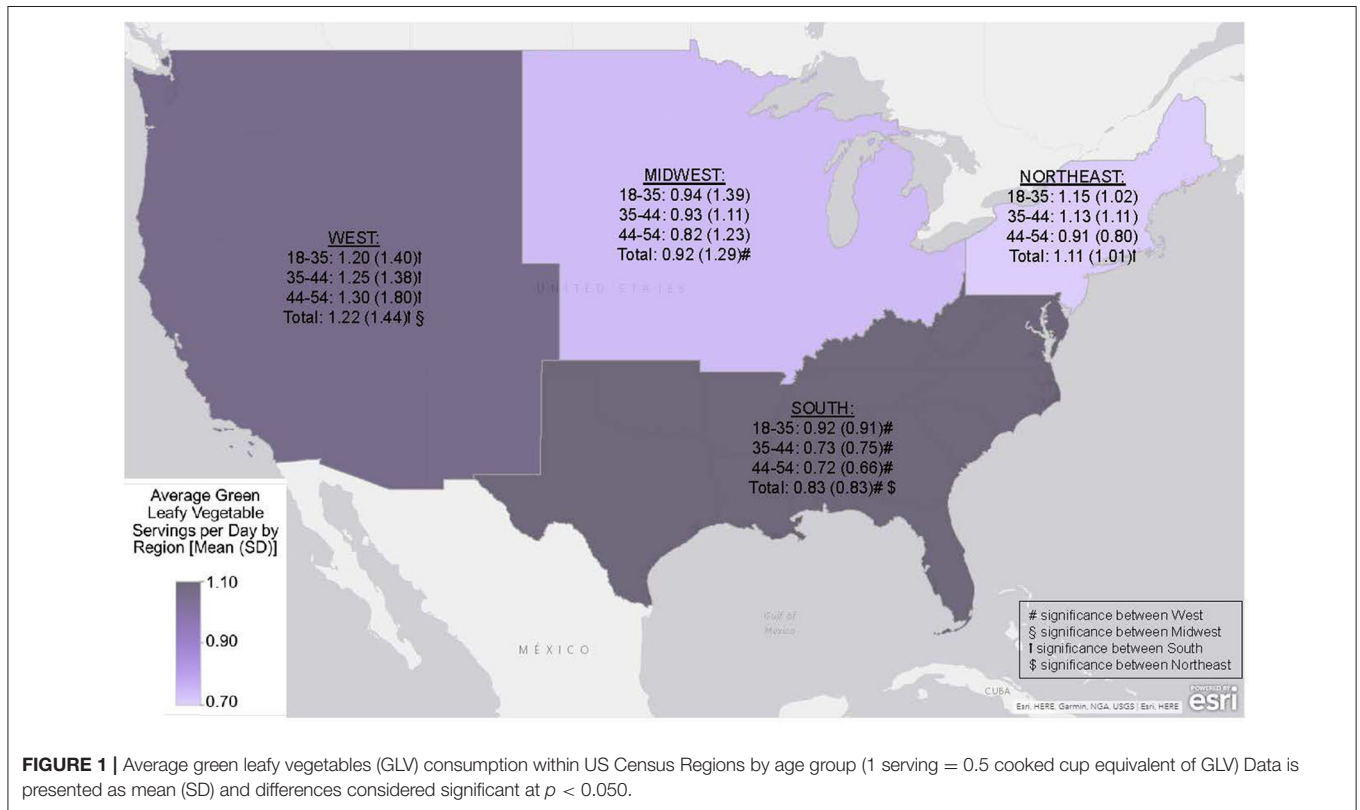 MIDWEST:
18-35: 0.94 (1.39)
35-44: 0.93 (1.11)
44-54: 0.82 (1.23)
Total: 0.92 (1.29)#
NORTHEAST:
18-35: 1.15 (1.02)
35-44: 1.13 (1.11)
44-54: 0.91 (0.80)
Total: 1.11 (1.01)ƚ
WEST:
18-35: 1.20 (1.40)ƚ
35-44: 1.25 (1.38)ƚ
44-54: 1.30 (1.80)ƚ
Total: 1.22 (1.44)ƚ §
UNITED STATES
SOUTH:
18-35: 0.92 (0.91)#
35-44: 0.73 (0.75)#
44-54: 0.72 (0.66)#
Total: 0.83 (0.83)# $
Average Green
Leafy Vegetable
Servings per Day by
Region [Mean (SD)]
1.10
0.90
0.70
Gulf of
Mexico
MÉXICO
CUBA
# significance between West
§ significance between Midwest
ƚ significance between South
$ significance between Northeast
POWERED BY
esri
Esri, HERE, Garmin, NGA, USGS | Esri, HERE
FIGURE 1 | Average green leafy vegetables (GLV) consumption within US Census Regions by age group (1 serving = 0.5 cooked cup equivalent of GLV) Data is
presented as mean (SD) and differences considered significant at p < 0.050.